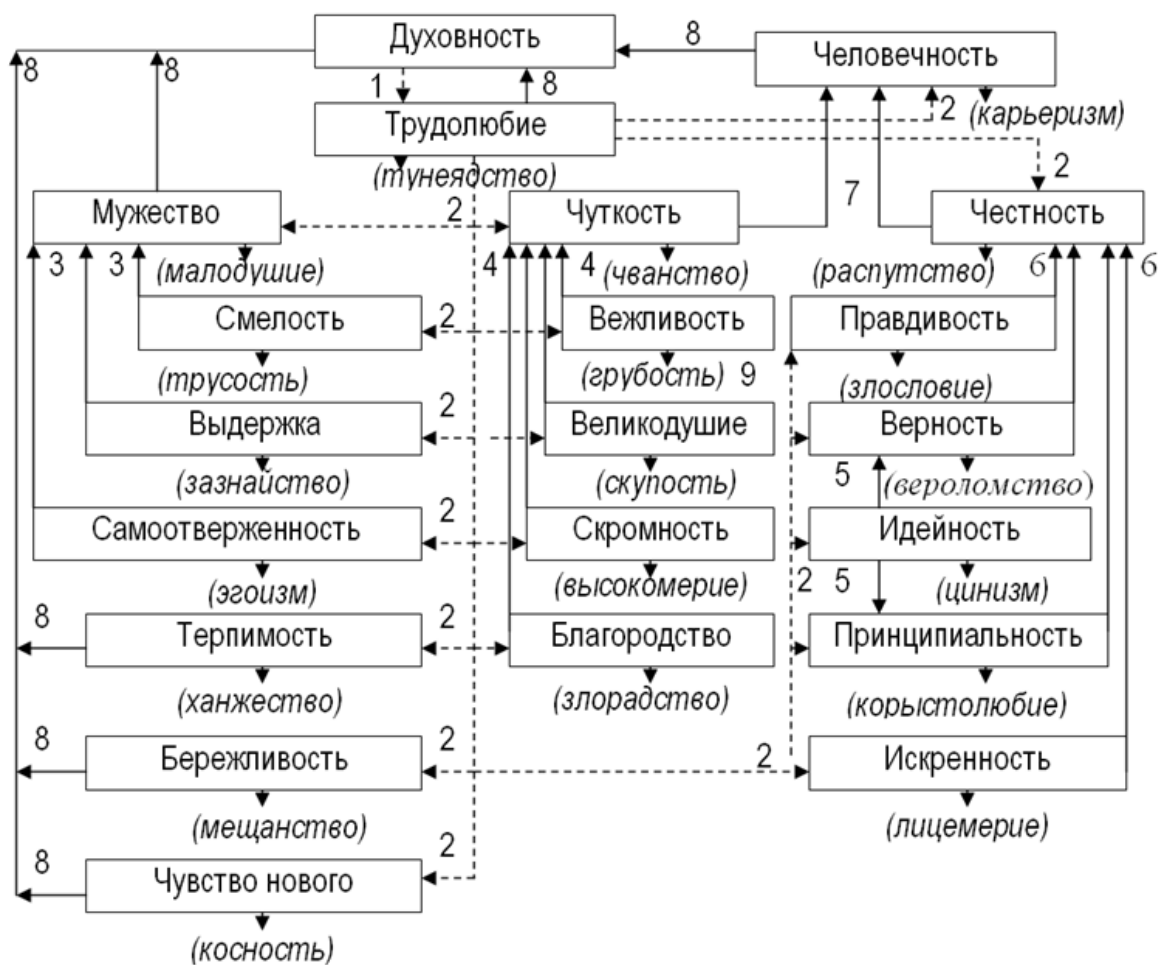 Духовность
8
Человечность
8
8
1
8
Трудолюбие
2
(карьеризм)
(тунеядство)
2
Мужество
2
Чуткость
7
Честность
3
3
(малодушие)
4
4
(чванство)
(распутство)
6
6
Смелость
2
Вежливость
Правдивость
(трусость)
(грубость)
9
(злословие)
Выдержка
2
Великодушие
Верность
(зазнайство)
(скупость)
5
(вероломство)
Самоотверженность
2
Скромность
Идейность
(эгоизм)
(высокомерие)
2
5
(цинизм)
8
Терпимость
2
Благородство
Принципиальность
(ханжество)
(злорадство)
(корыстолюбие)
8
Бережливость
2
2
Искренность
(мещанство)
(лицемерие)
8
Чувство нового
2
(косность)